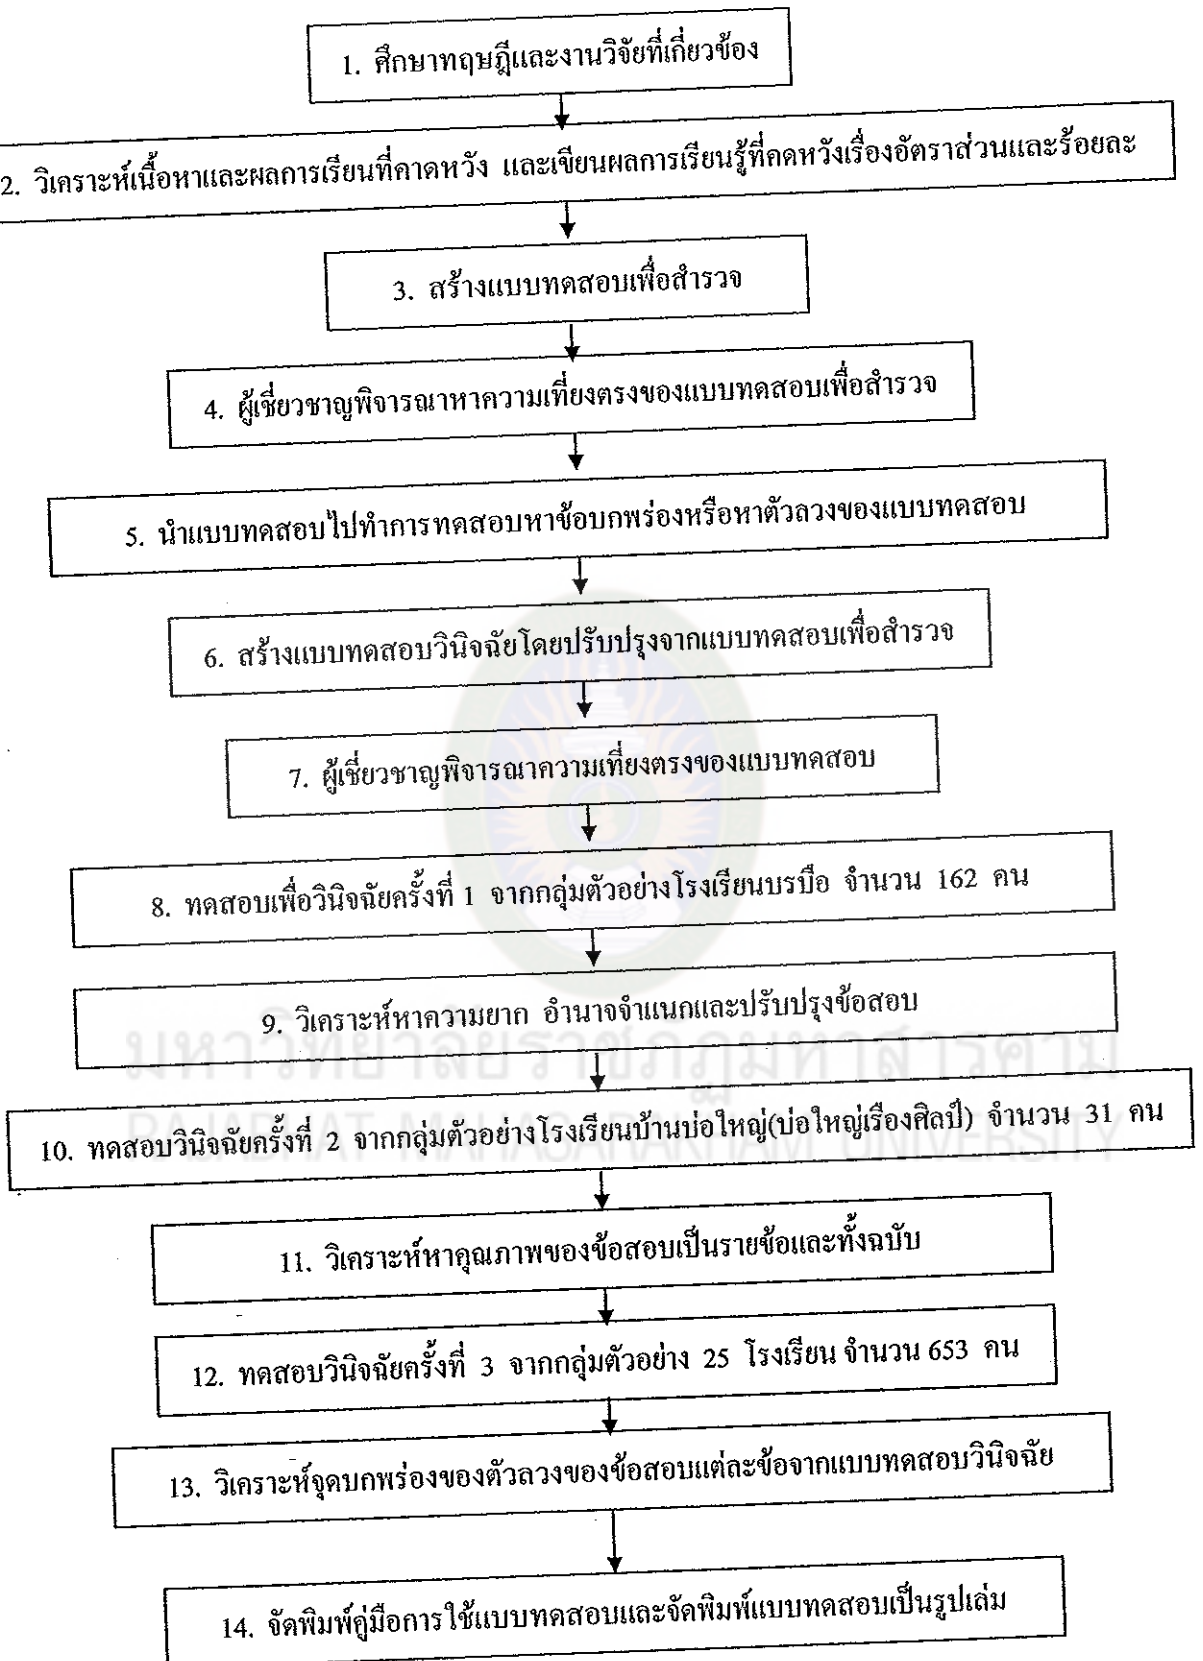 1. ศึกษาทฤษฎีและงานวิจัยที่เกี่ยวข้อง
2. วิเคราะห์เนื้อหาและผลการเรียนที่คาดหวัง และเขียนผลการเรียนรู้ที่คดหวังเรื่องอัตราส่วนและร้อยละ
3. สร้างแบบทดสอบเพื่อสำรวจ
4. ผู้เชี่ยวชาญพิจารณาหาความเที่ยงตรงของแบบทดสอบเพื่อสำรวจ
5. นำแบบทดสอบไปทำการทดสอบหาข้อบกพร่องหรือหาตัวลวงของแบบทดสอบ
6. สร้างแบบทดสอบวินิจฉัยโดยปรับปรุงจากแบบทดสอบเพื่อสำรวจ
7. ผู้เชี่ยวชาญพิจารณาความเที่ยงตรงของแบบทดสอบ
8. ทดสอบเพื่อวินิจฉัยครั้งที่ 1 จากกลุ่มตัวอย่างโรงเรียนบรบือ จำนวน 162 คน
9. วิเคราะห์หาความยาก อำนาจจำแนกและปรับปรุงข้อสอบ
มหาวิทยาลัยราชภัฏมหาสารคาม
10. ทดสอบวินิจฉัยครั้งที่ 2 จากกลุ่มตัวอย่างโรงเรียนบ้านบ่อใหญ่(บ่อใหญ่เรืองศิลป์) จำนวน 31 คน
RAJABHAT MAHASARAKHAM UNIVERSITY
11. วิเคราะห์หาคุณภาพของข้อสอบเป็นรายข้อและทั้งฉบับ
12. ทดสอบวินิจฉัยครั้งที่ 3 จากกลุ่มตัวอย่าง 25 โรงเรียน จำนวน 653 คน
13. วิเคราะห์จุดบกพร่องของตัวลวงของข้อสอบแต่ละข้อจากแบบทดสอบวินิจฉัย
14. จัดพิมพ์คู่มือการใช้แบบทดสอบและจัดพิมพ์แบบทดสอบเป็นรูปเล่ม